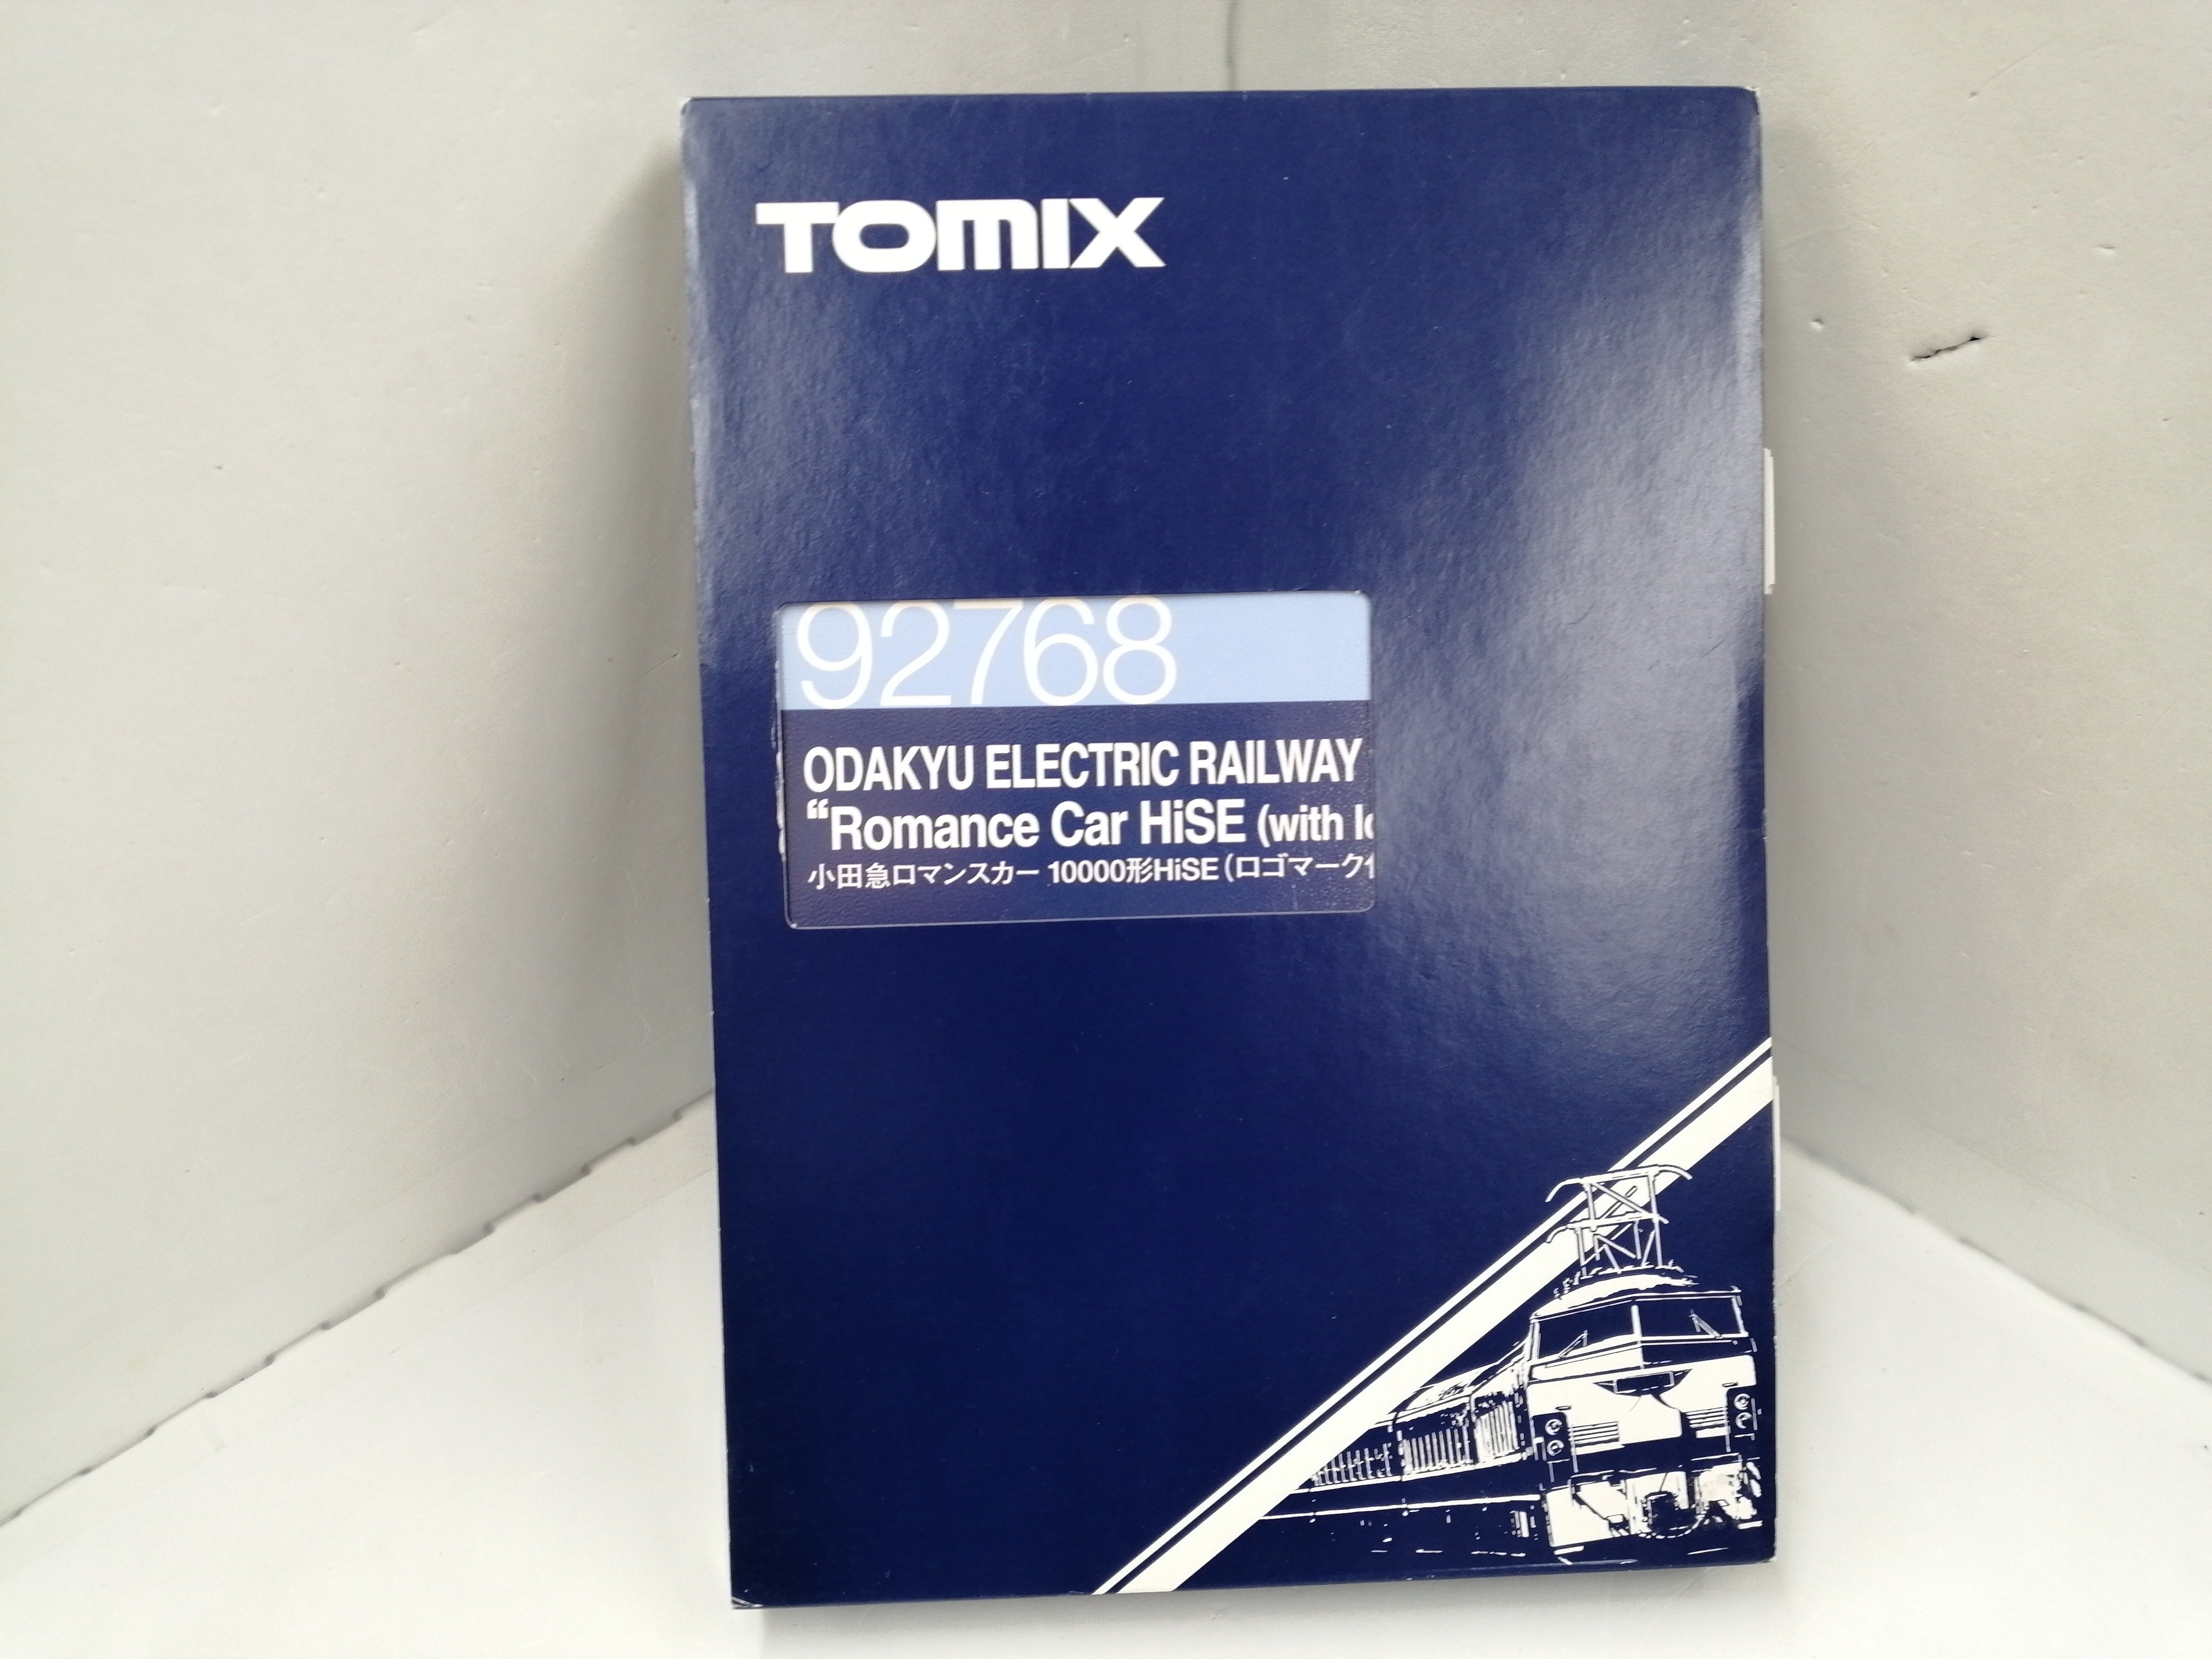 TOMIX
92768
ODAKYU ELECTRIC RAILWAY
“Romance Car HiSE (with
小田急ロマンスカー 10000形HiSE (ロゴマーク